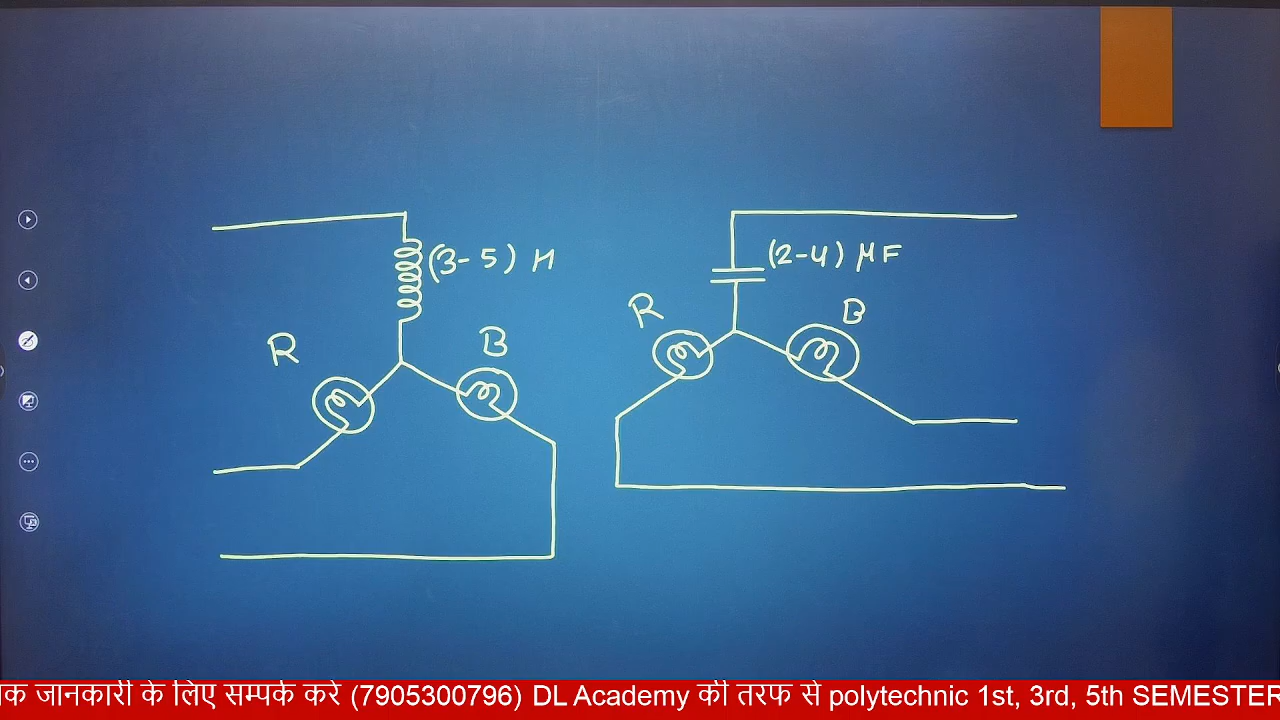 (3-5) H
R
B
(2-4) μF
R
B
क जानकारी के लिए सम्पर्क करे (7905300796) DL Academy की तरफ से polytechnic 1st, 3rd, 5th SEMESTER